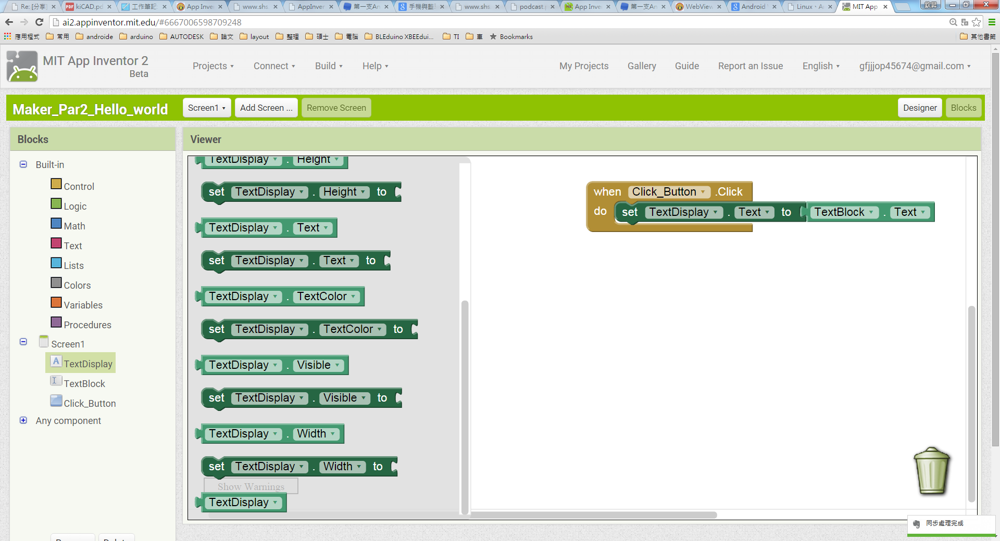 Re: [分享]
kiCAD.pd
工作筆記
App Inve
www.shs
AppInver
第一支An
手機與藍
www.shs
podcast.
App Inve
第一支An
WebView
Android
Linux、Ai
MIT App
ai2.appinventor.mit.edu/#6667006598709248
應用程式
常用
androide
arduino
AUTODESK
論文
layout
整理
碩士
電腦
BLEduino XBEEdui...
TI
車
Bookmarks
其他書籤
MIT App Inventor 2
Beta
Projects
Connect
Build
Help
My Projects
Gallery
Guide
Report an Issue
English
gfjjjop45674@gmail.com
Maker_Par2_Hello_world
Screen1
Add Screen ...
Remove Screen
Designer
Blocks
Blocks
Built-in
Control
Logic
Math
Text
Lists
Colors
Variables
Procedures
Screen1
TextDisplay
TextBlock
Click_Button
Any component
Viewer
TextDisplay . Height
set TextDisplay . Height to
TextDisplay . Text
set TextDisplay . Text to
TextDisplay . TextColor
set TextDisplay . TextColor to
TextDisplay . Visible
set TextDisplay . Visible to
TextDisplay . Width
set TextDisplay . Width to
Show Warnings
TextDisplay
when Click_Button .Click
do set TextDisplay . Text to TextBlock . Text
同步處理完成